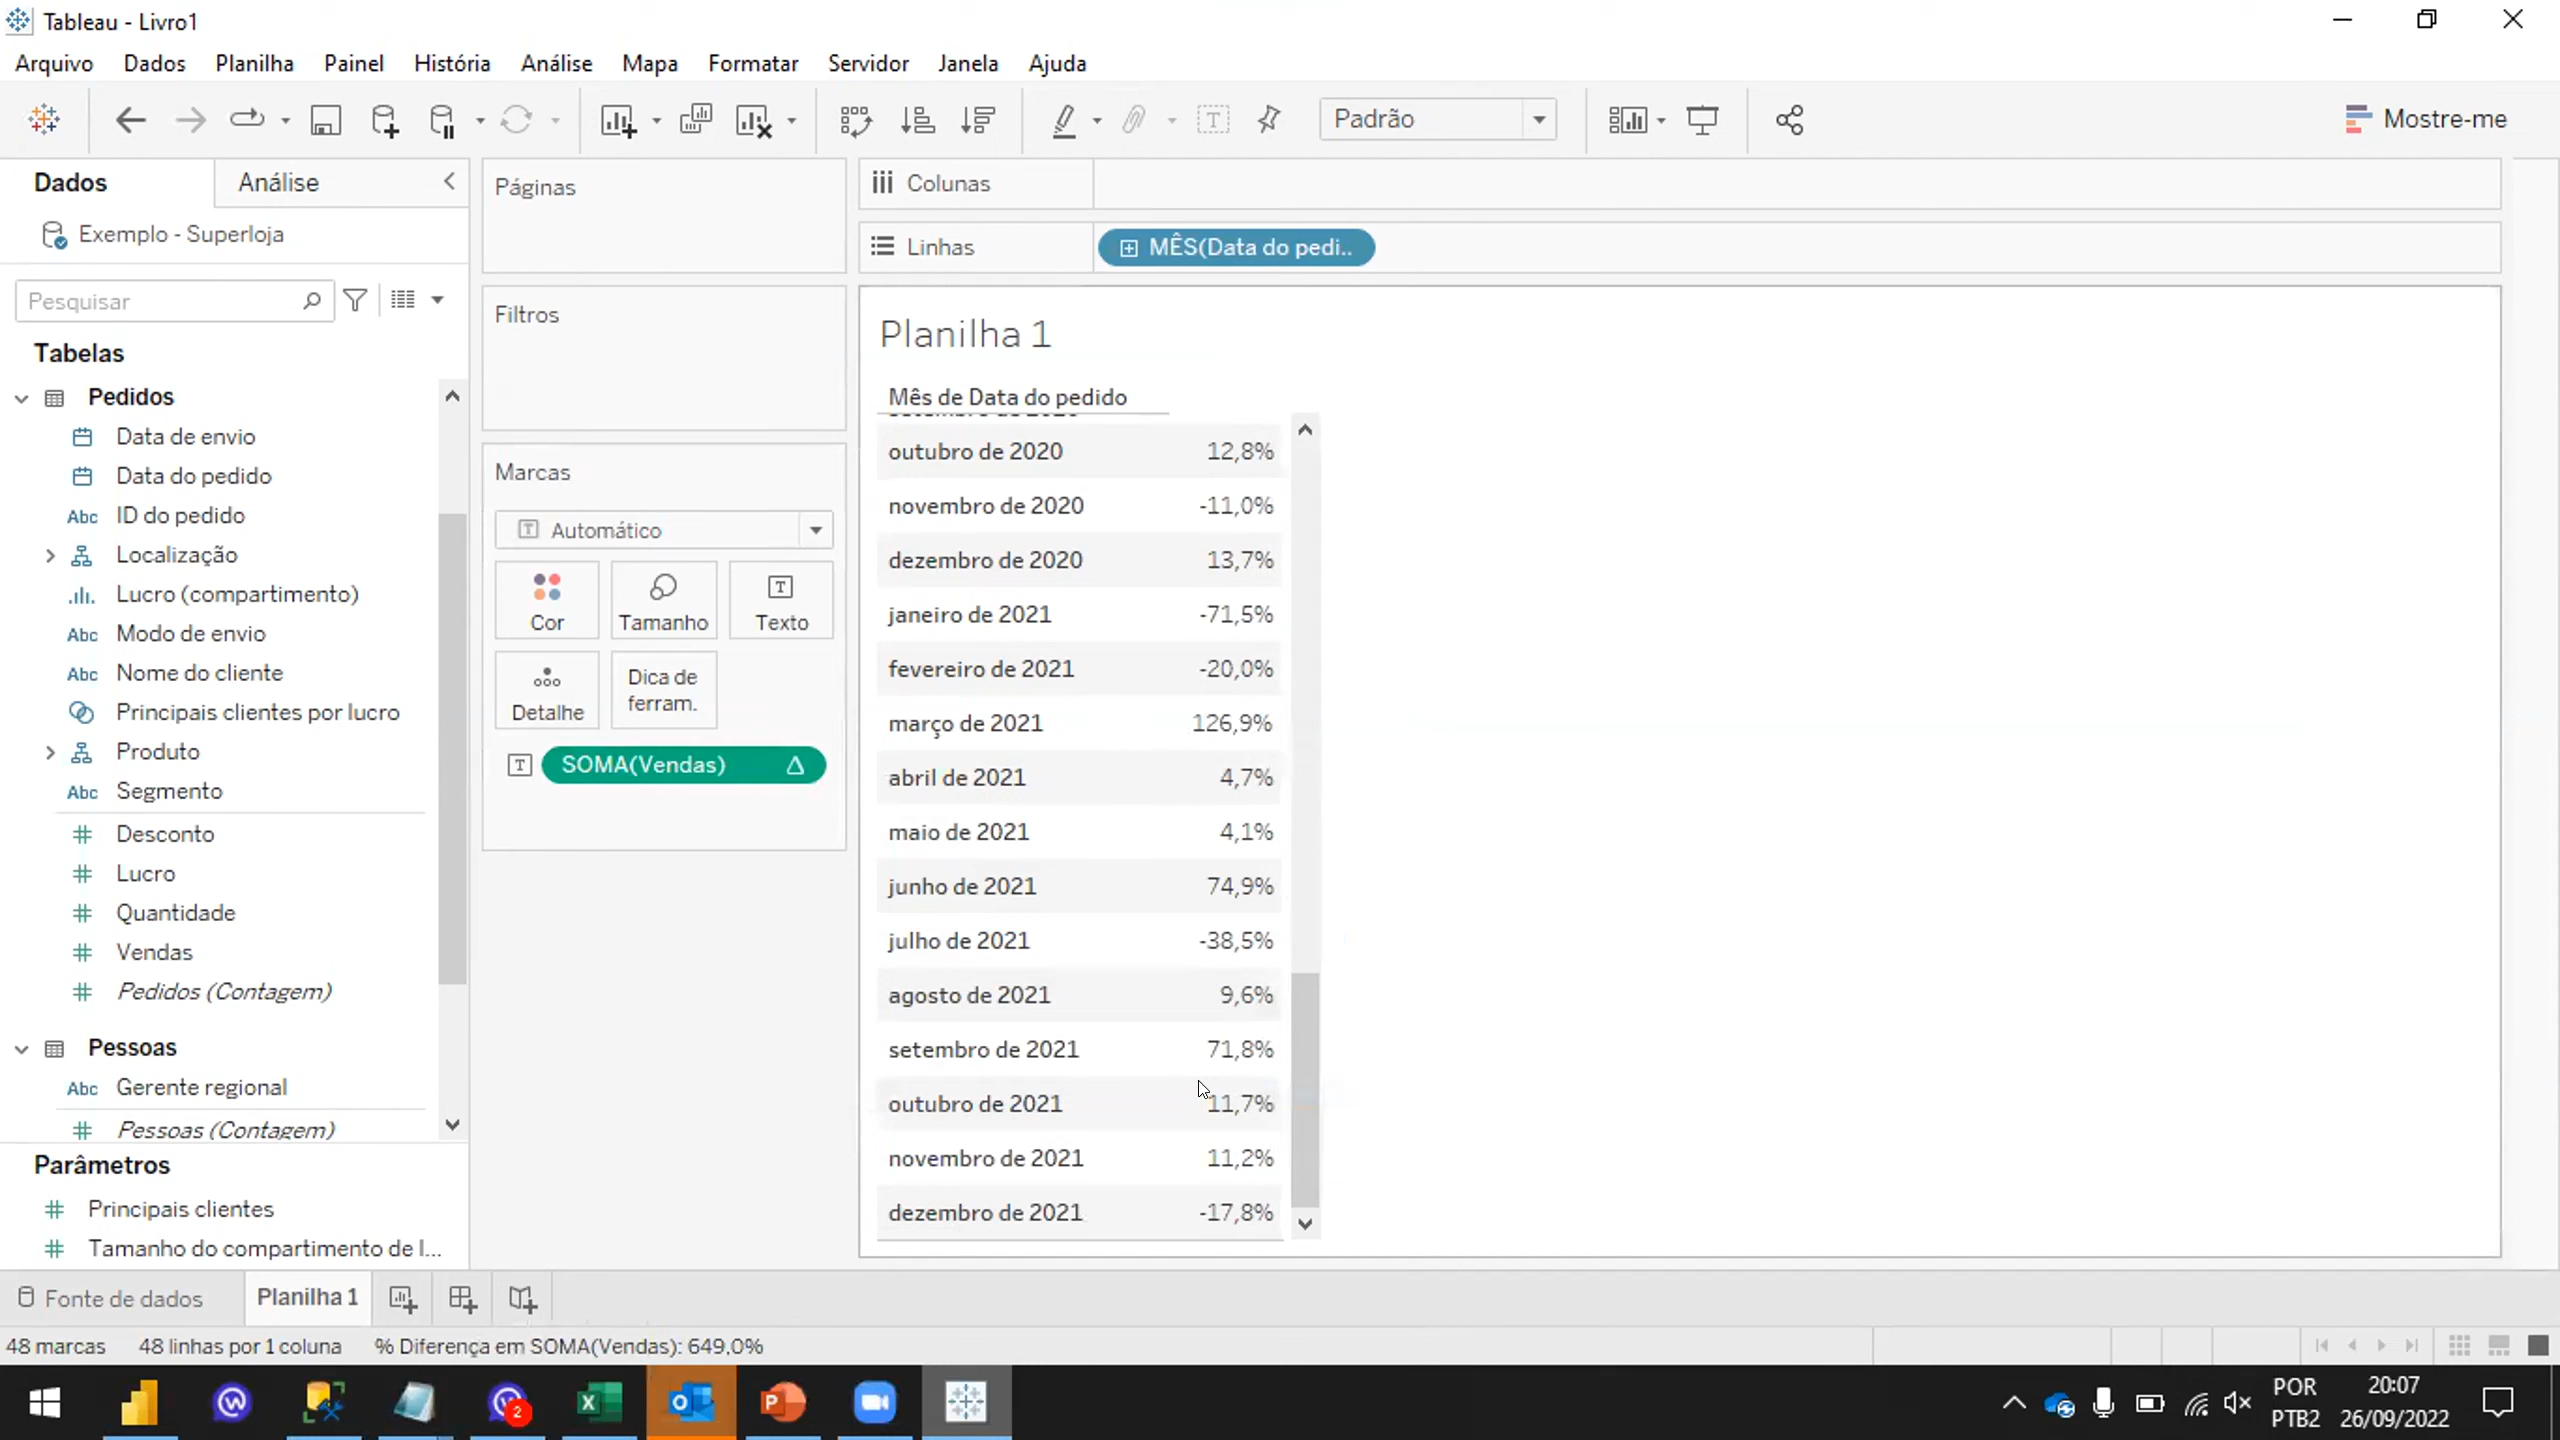 Tableau - Livro1
Arquivo Dados Planilha Painel História Análise Mapa Formatar Servidor Janela Ajuda
Padrão
Mostre-me
Dados Análise
Exemplo - Superloja
Pesquisar
Tabelas
Pedidos
Data de envio
Data do pedido
Abc ID do pedido
Localização
Lucro (compartimento)
Abc Modo de envio
Abc Nome do cliente
Principais clientes por lucro
Produto
Abc Segmento
# Desconto
# Lucro
# Quantidade
# Vendas
# Pedidos (Contagem)
Pessoas
Abc Gerente regional
# Pessoas (Contagem)
Parâmetros
# Principais clientes
# Tamanho do compartimento de l...
Páginas
Filtros
Marcas
Automático
Cor Tamanho Texto
Detalhe Dica de ferram.
SOMA(Vendas)
Colunas
Linhas MÊS(Data do pedi..
Planilha 1
Mês de Data do pedido
outubro de 2020 12,8%
novembro de 2020 -11,0%
dezembro de 2020 13,7%
janeiro de 2021 -71,5%
fevereiro de 2021 -20,0%
março de 2021 126,9%
abril de 2021 4,7%
maio de 2021 4,1%
junho de 2021 74,9%
julho de 2021 -38,5%
agosto de 2021 9,6%
setembro de 2021 71,8%
outubro de 2021 11,7%
novembro de 2021 11,2%
dezembro de 2021 -17,8%
Fonte de dados Planilha 1
48 marcas 48 linhas por 1 coluna % Diferença em SOMA(Vendas): 649,0%
2
POR
PTB2
20:07
26/09/2022